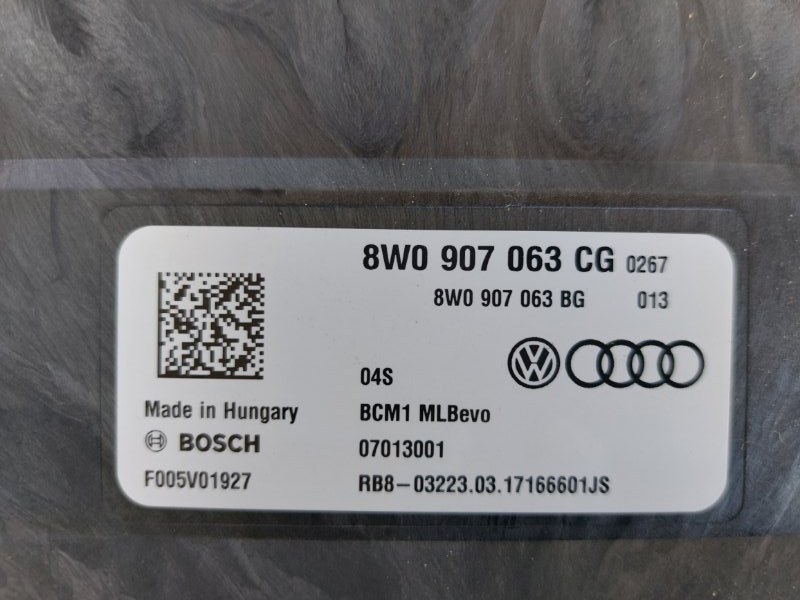 8W0 907 063 CG 0267
8W0 907 063 BG 013
VW
04S
Made in Hungary
BCM1 MLBevo
BOSCH
07013001
F005V01927
RB8-03223.03.17166601JS